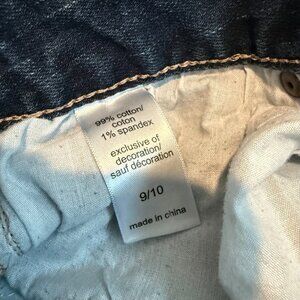 99% cotton/
coton
1% spandex
exclusive of
decoration/
sauf décoration
9/10
made in china